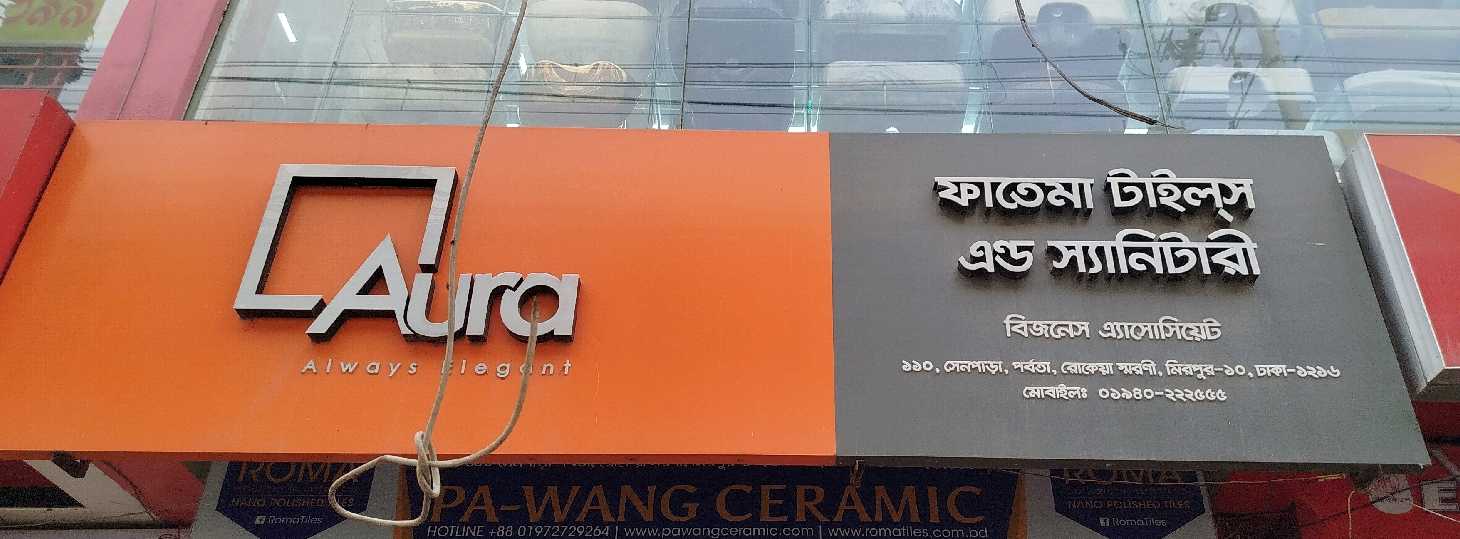 Aura
Always Elegant
ফাতেমা টাইল্স
এন্ড স্যানিটারী
বিজনেস এ্যাসোসিয়েট
১১০, সেনপাড়া, পর্বতা, রোকেয়া স্মরণী, মিরপুর-১০, ঢাকা-১২১৬
মোবাইলঃ ০১৯৪০-২২২৫৫৫
ROMA
NANO POLISHED TILES
RomaTiles
PA-WANG CERAMIC
HOTLINE +88 01972729264 | www.pawangceramic.com | www.romatiles.com.bd
ROMA
NANO POLISHED TILES
RomaTiles